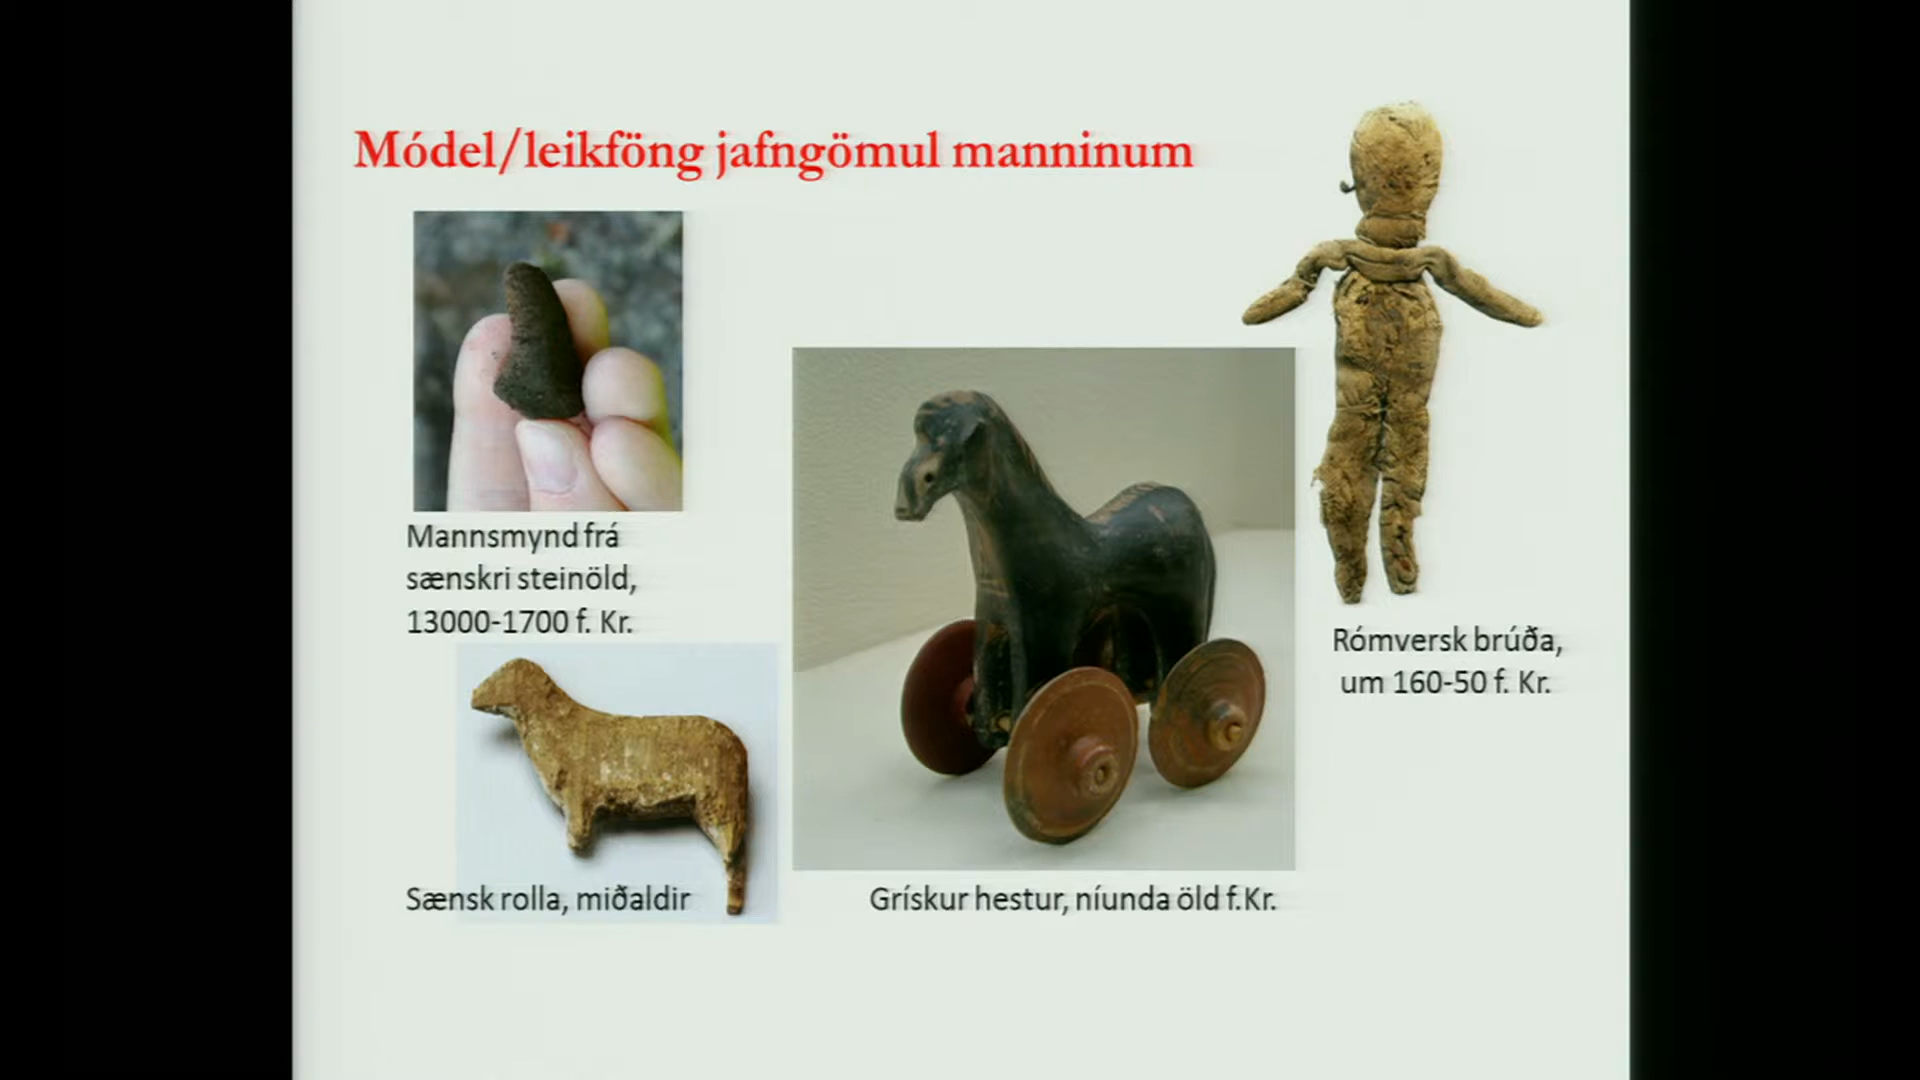 Módel/leikföng jafngömul manninum
Mannsmynd frá
sænskri steinöld,
13000-1700 f. Kr.
Rómversk brúða,
um 160-50 f. Kr.
Sænsk rolla, miðaldir
Grískur hestur, níunda öld f.Kr.